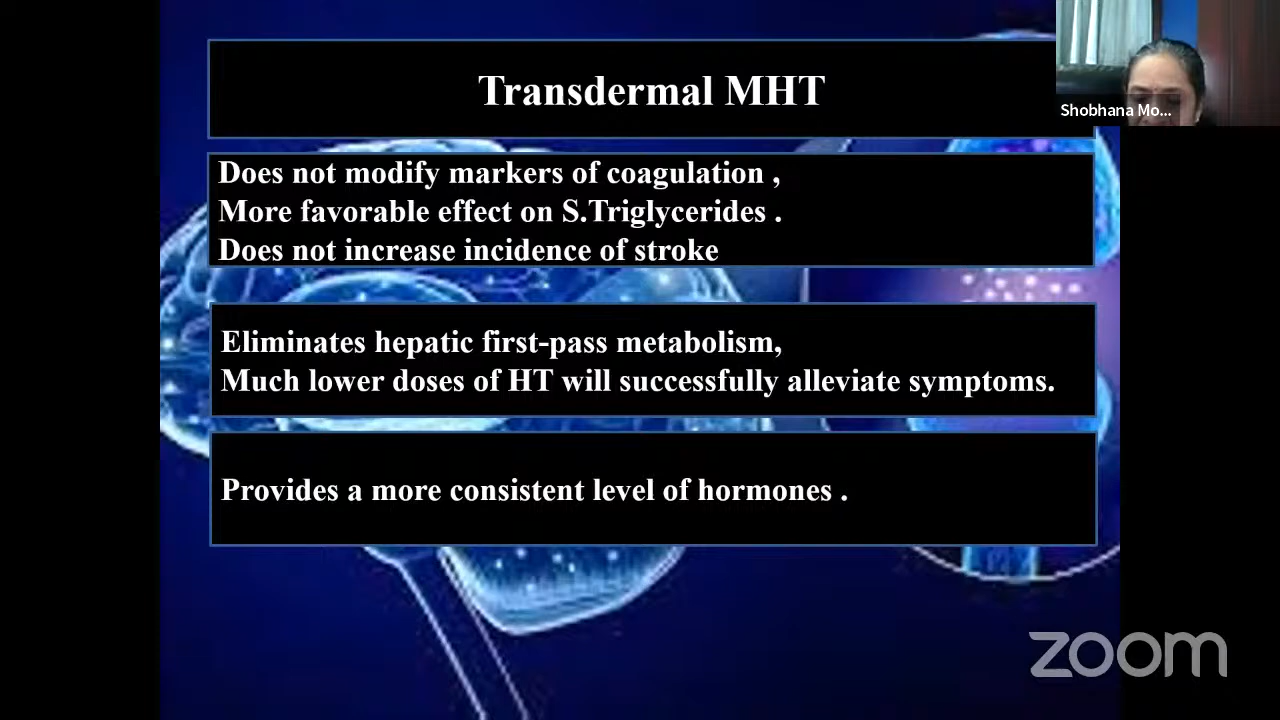 Transdermal MHT
Shobhana Mo...
Does not modify markers of coagulation ,
More favorable effect on S.Triglycerides .
Does not increase incidence of stroke
Eliminates hepatic first-pass metabolism,
Much lower doses of HT will successfully alleviate symptoms.
Provides a more consistent level of hormones .
zoom